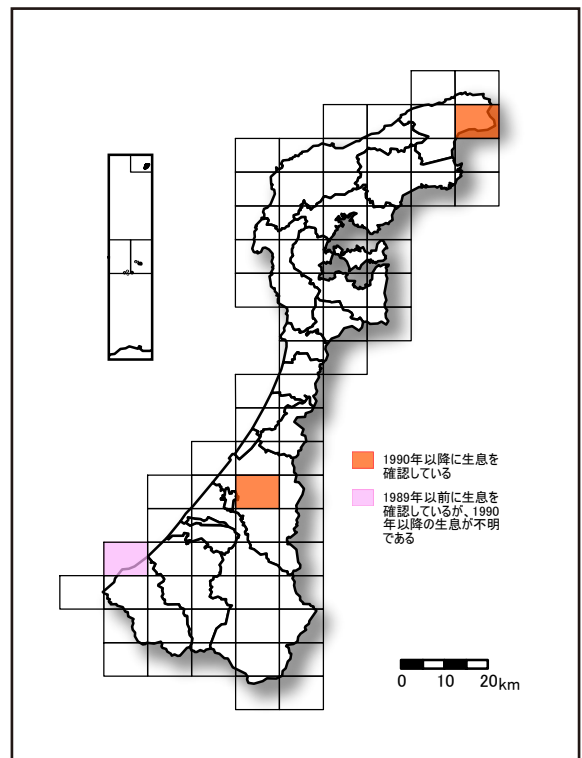 1990年以降に生息を
確認している
1989年以前に生息を
確認しているが、1990
年以降の生息が不明
である
0 10 20km